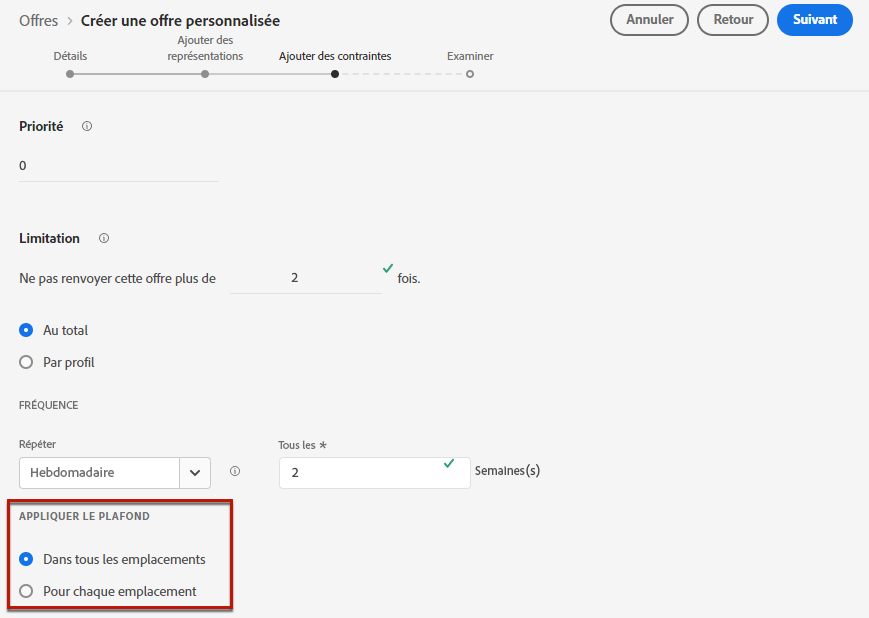 Offres > Créer une offre personnalisée
Annuler
Retour
Suivant
Détails
Ajouter des
représentations
Ajouter des contraintes
Examiner
Priorité
0
Limitation
Ne pas renvoyer cette offre plus de 2 fois.
Au total
Par profil
FRÉQUENCE
Répéter
Tous les *
Hebdomadaire
2 Semaines(s)
APPLIQUER LE PLAFOND
Dans tous les emplacements
Pour chaque emplacement